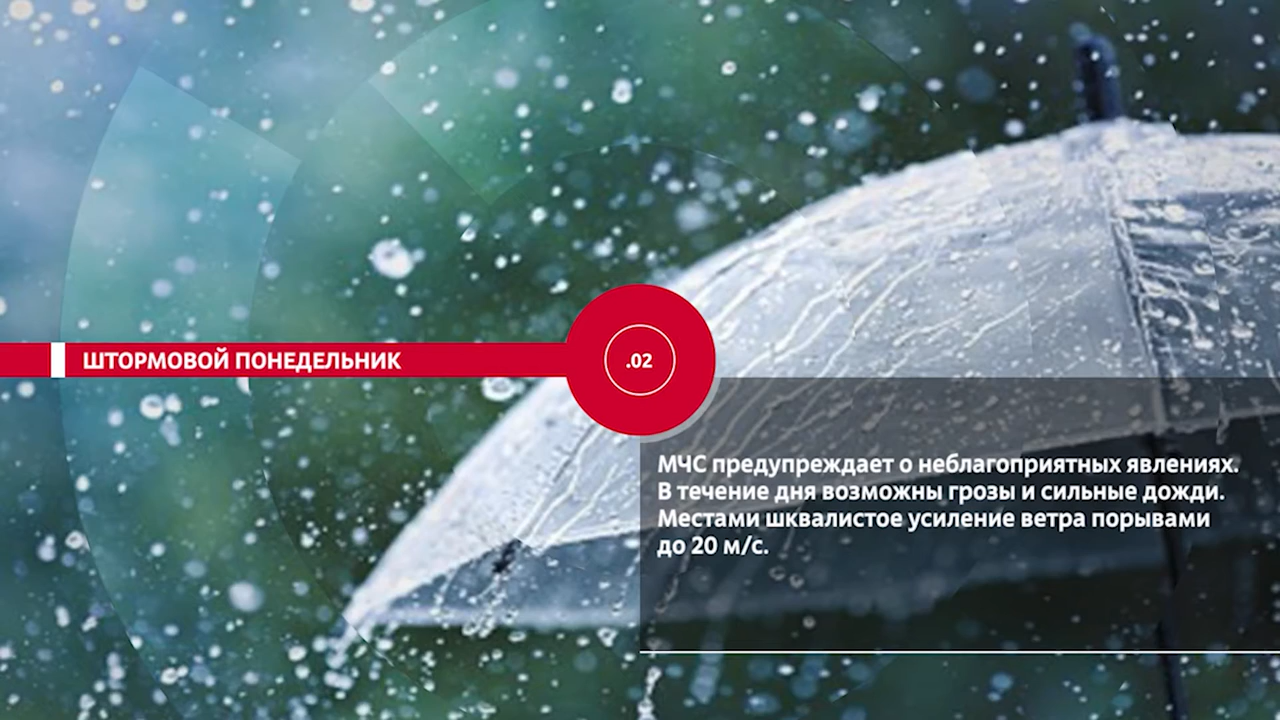 ШТОРМОВОЙ ПОНЕДЕЛЬНИК
.02
МЧС предупреждает о неблагоприятных явлениях.
В течение дня возможны грозы и сильные дожди.
Местами шквалистое усиление ветра порывами
до 20 м/с.